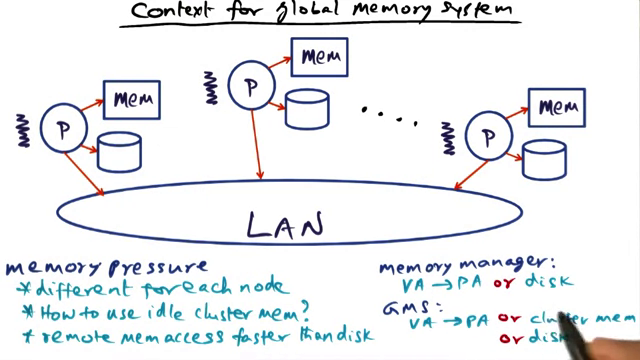 Context for global memory system
mem
P
mem
P
mem
P
LAN
memory pressure
* different for each node
* How to use idle cluster mem?
* remote mem access faster than disk
memory manager:
VA → PA or disk
GMS:
VA → PA or cluster mem
or disk